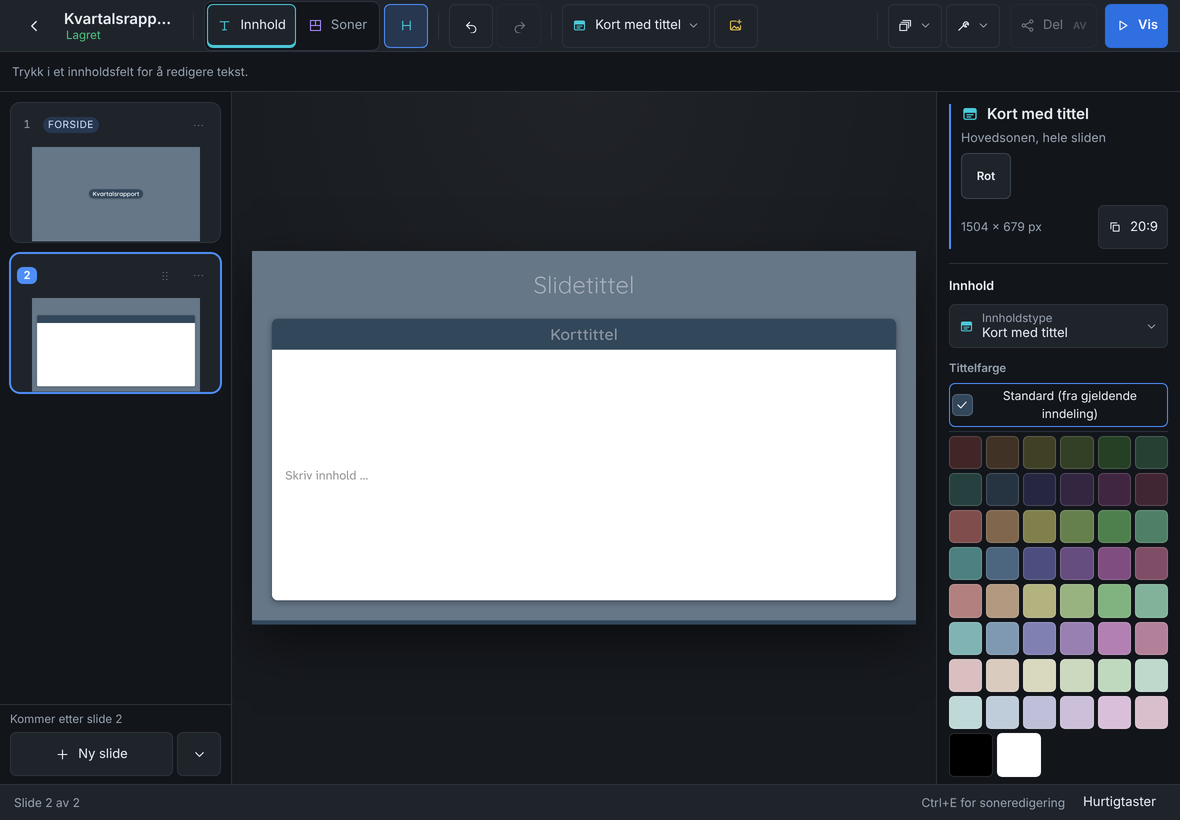 Kvartalsrapp...
Lagret
Innhold
Soner
H
Kort med tittel
Del AV
Vis
Trykk i et innholdsfelt for å redigere tekst.
1 FORSIDE
Kvartalsrapport
2
Kommer etter slide 2
Ny slide
Slide 2 av 2
Slidetittel
Korttittel
Skriv innhold ...
Kort med tittel
Hovedsonen, hele sliden
Rot
1504 × 679 px
20:9
Innhold
Innholdstype
Kort med tittel
Tittelfarge
Standard (fra gjeldende
inndeling)
Ctrl+E for soneredigering
Hurtigtaster